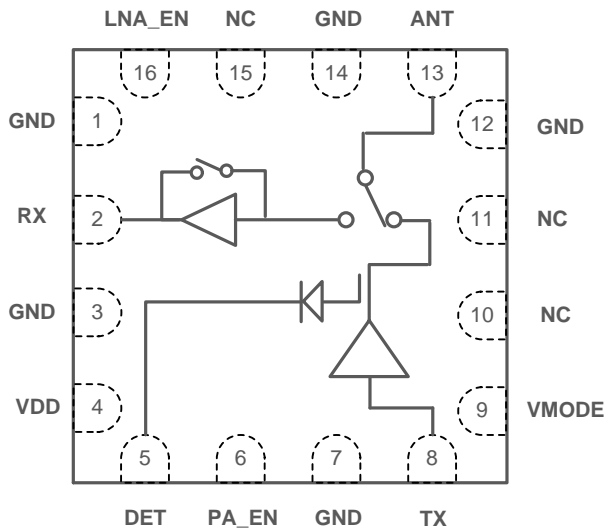 LNA_EN NC GND ANT
16 15 14 13
GND 1 12 GND
RX 2 11 NC
GND 3 10 NC
VDD 4 9 VMODE
5 6 7 8
DET PA_EN GND TX